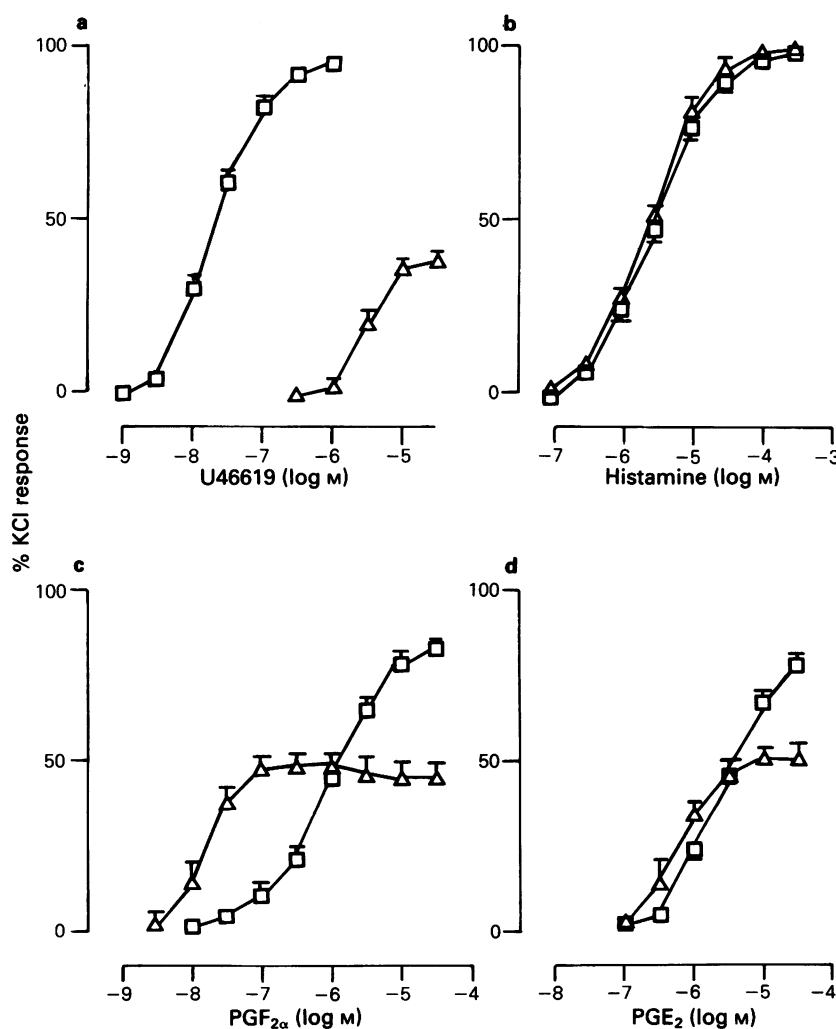 a
b
100
100
50
50
0
0
−9 −8 −7 −6 −5
−7 −6 −5 −4 −3
U46619 (log M)
Histamine (log M)
% KCl response
c
d
100
100
50
50
0
0
−9 −8 −7 −6 −5 −4
−7 −6 −5 −4
PGF2α (log M)
PGE2 (log M)